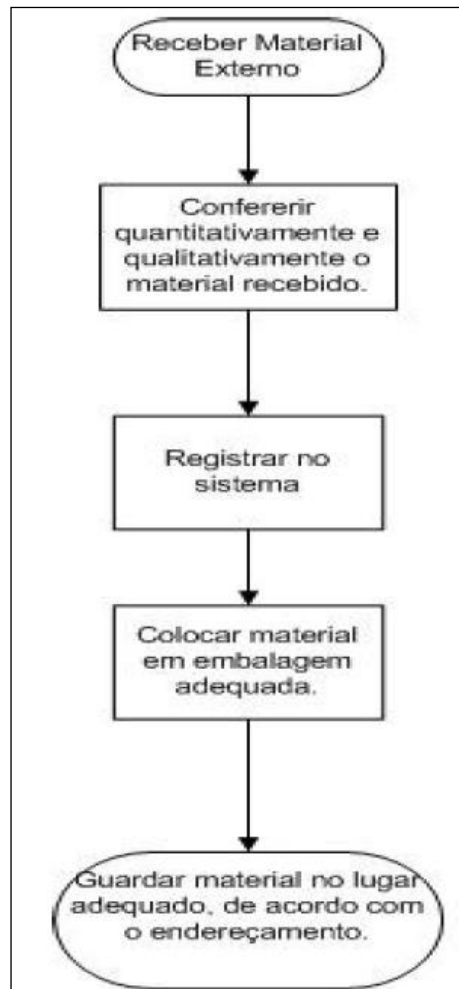 Receber Material
Externo
Confererir
quantitativamente e
qualitativamente o
material recebido.
Registrar no
sistema
Colocar material
em embalagem
adequada.
Guardar material no lugar
adequado, de acordo com
o endereçamento.